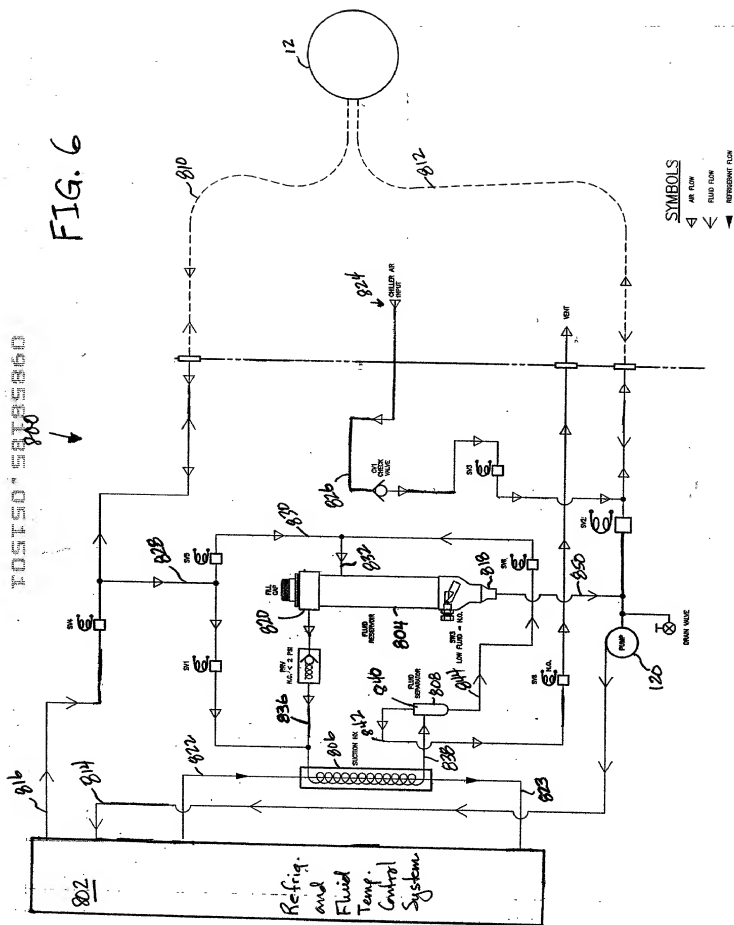 FIG. 6
800
12
810
812
SYMBOLS
AIR FLOW
FLUID FLOW
REFRIGERANT FLOW
824
CHILLER AIR INPUT
VENT
826
CV1
CHECK VALVE
SV3
SV2
SV4
828
SV5
830
832
SV1
FILL CAP
820
FLUID RESERVOIR
804
818
SW3
LOW FLUID = N.O.
850
PRV
N.C. / < 2 PSI
836
840
FLUID SEPARATOR
808
844
SV6 N.O.
PUMP
120
DRAIN VALVE
806
SUCTION HX
842
838
816
814
822
823
802
Refrig. and Fluid Temp. Control System